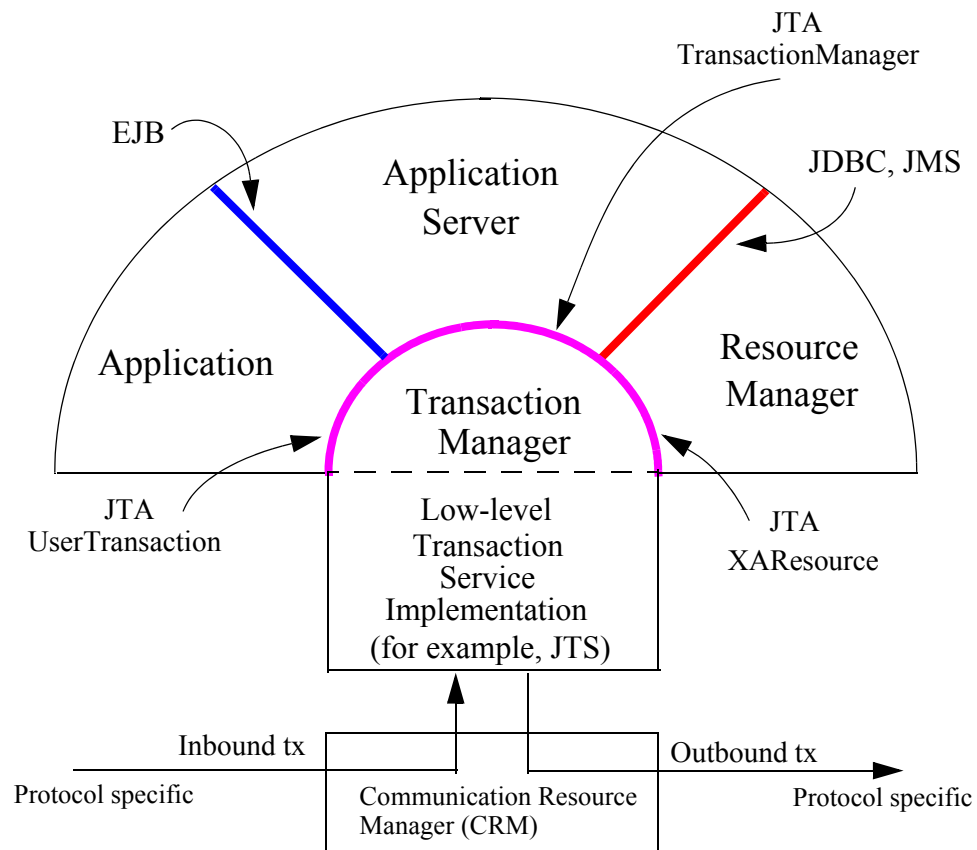 JTA
TransactionManager
EJB
JDBC, JMS
Application
Server
Application
Resource
Manager
Transaction
Manager
JTA
UserTransaction
JTA
XAResource
Low-level
Transaction
Service
Implementation
(for example, JTS)
Inbound tx
Outbound tx
Protocol specific
Communication Resource
Manager (CRM)
Protocol specific